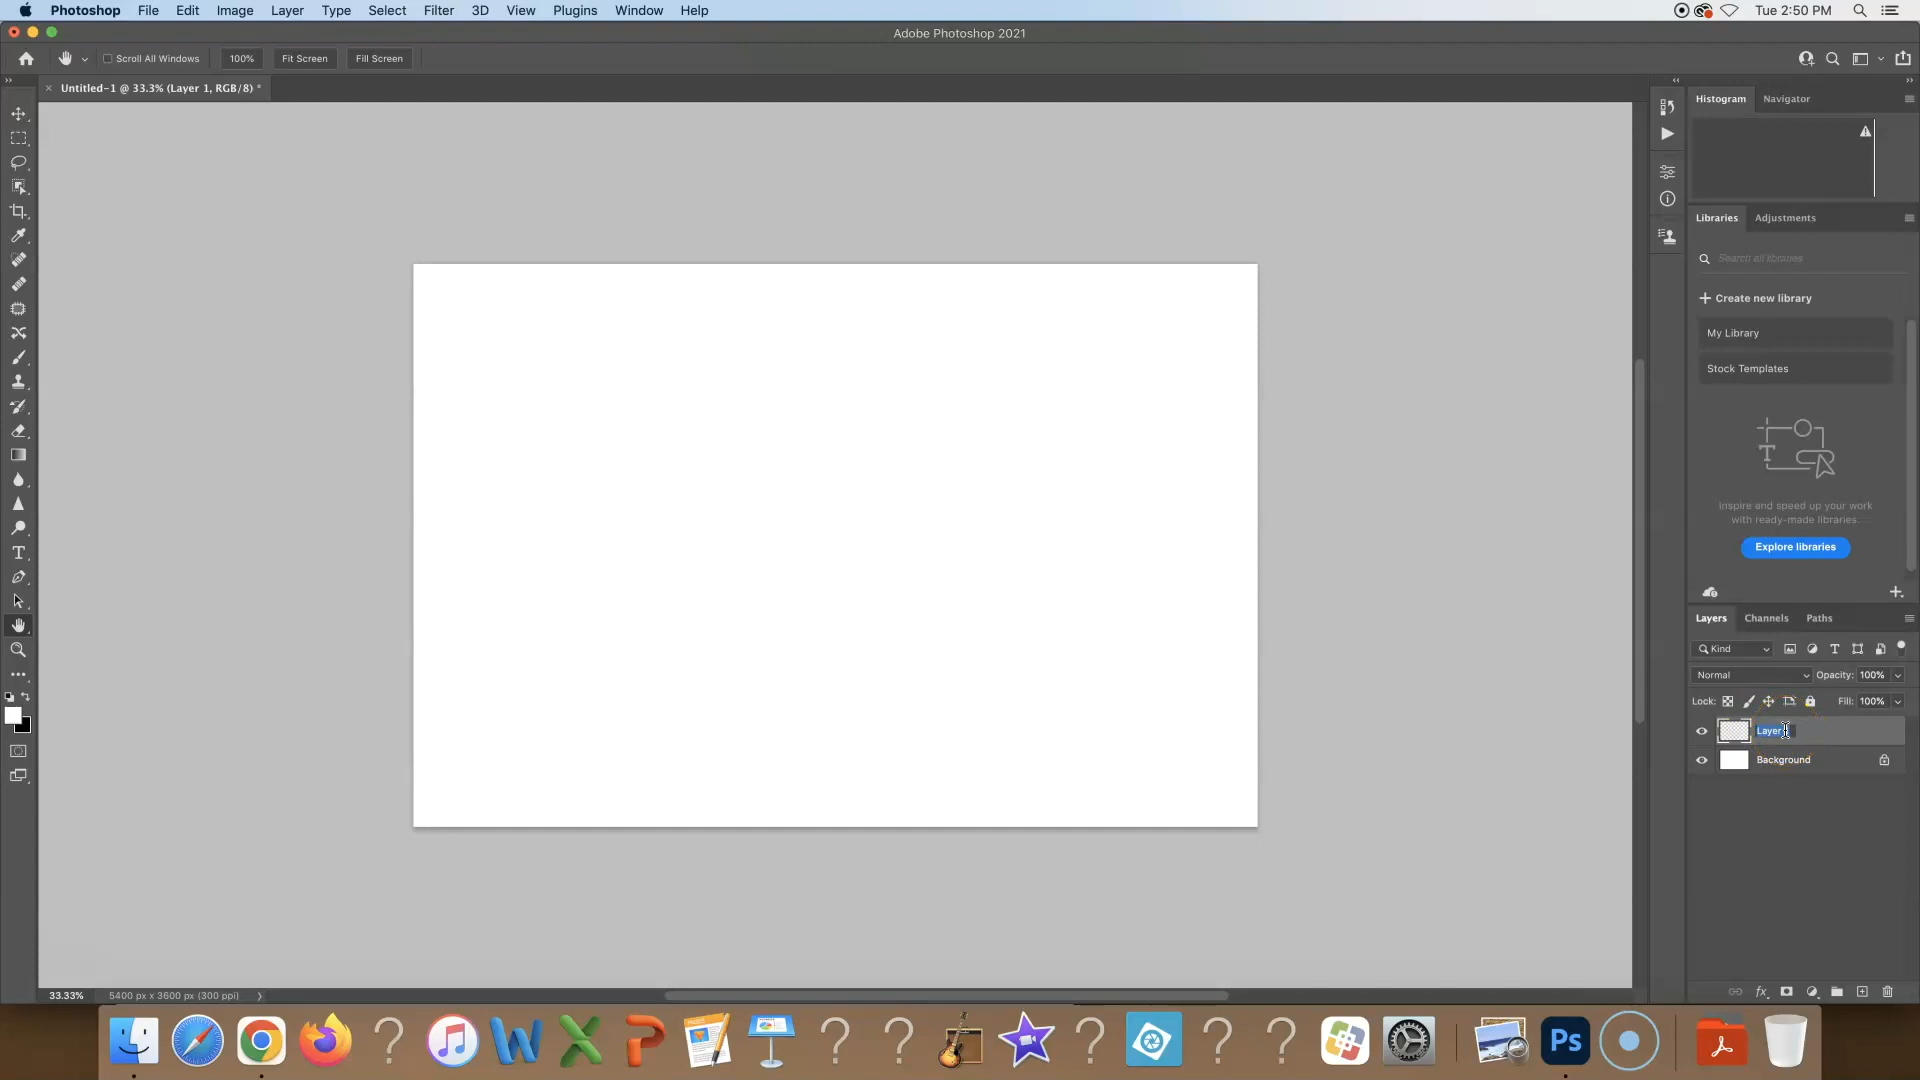 Photoshop File Edit Image Layer Type Select Filter 3D View Plugins Window Help Tue 2:50 PM
Adobe Photoshop 2021
Scroll All Windows 100% Fit Screen Fill Screen
Untitled-1 @ 33.3% (Layer 1, RGB/8) *
Histogram Navigator
Libraries Adjustments
Search all libraries
+ Create new library
My Library
Stock Templates
Inspire and speed up your work
with ready-made libraries.
Explore libraries
Layers Channels Paths
Kind
Normal Opacity: 100%
Lock: Fill: 100%
Layer
Background
fx
33.33% 5400 px x 3600 px (300 ppi)
W X P ? ? ? ? ? ?
Ps